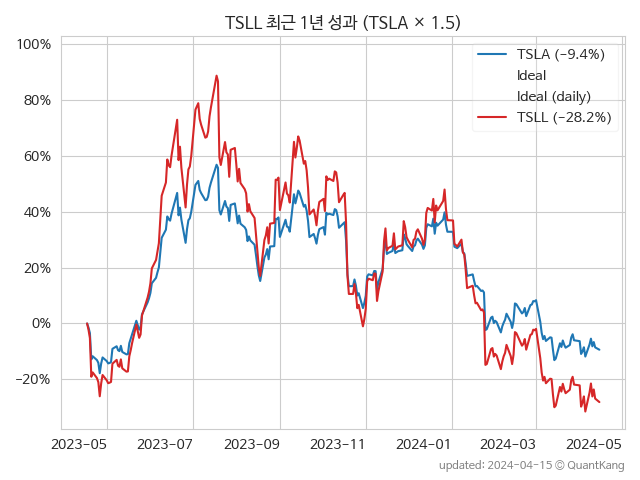 TSLL 최근 1년 성과 (TSLA × 1.5)
100%
80%
60%
40%
20%
0%
−20%
TSLA (−9.4%)
Ideal
Ideal (daily)
TSLL (−28.2%)
2023−05
2023−07
2023−09
2023−11
2024−01
2024−03
2024−05
updated: 2024−04−15 © QuantKang